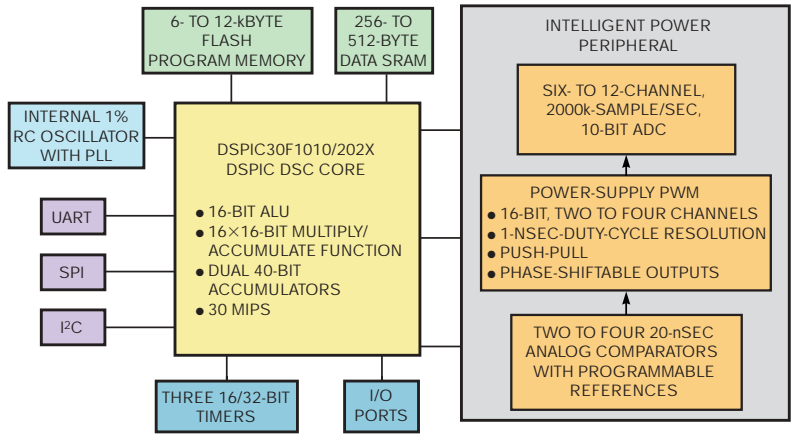 6- TO 12-kBYTE
FLASH
PROGRAM MEMORY
256- TO
512-BYTE
DATA SRAM
INTERNAL 1%
RC OSCILLATOR
WITH PLL
UART
SPI
I²C
DSPIC30F1010/202X
DSPIC DSC CORE
● 16-BIT ALU
● 16×16-BIT MULTIPLY/
ACCUMULATE FUNCTION
● DUAL 40-BIT
ACCUMULATORS
● 30 MIPS
THREE 16/32-BIT
TIMERS
I/O
PORTS
INTELLIGENT POWER
PERIPHERAL
SIX- TO 12-CHANNEL,
2000k-SAMPLE/SEC,
10-BIT ADC
POWER-SUPPLY PWM
● 16-BIT, TWO TO FOUR CHANNELS
● 1-NSEC-DUTY-CYCLE RESOLUTION
● PUSH-PULL
● PHASE-SHIFTABLE OUTPUTS
TWO TO FOUR 20-nSEC
ANALOG COMPARATORS
WITH PROGRAMMABLE
REFERENCES